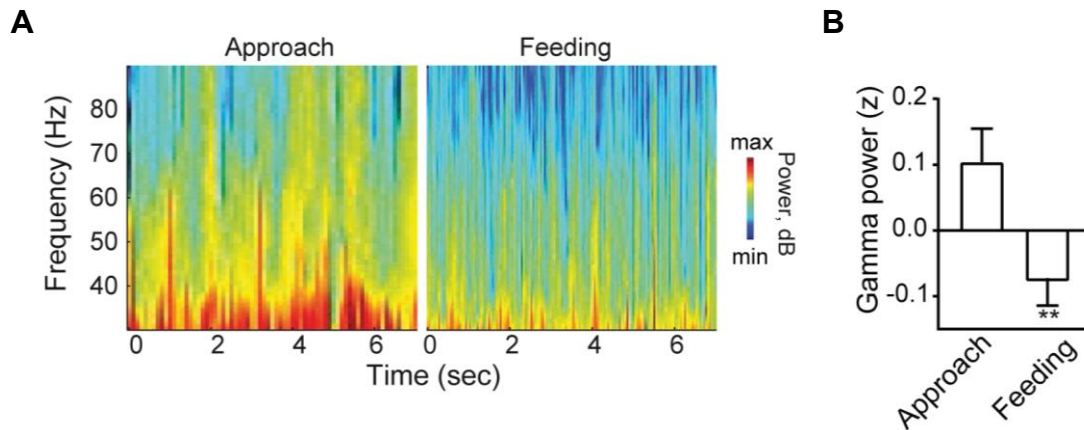 A
B
Approach
Feeding
Frequency (Hz)
80
70
60
50
40
0
2
4
6
0
2
4
6
Time (sec)
max
min
Power, dB
Gamma power (z)
0.2
0.1
0.0
-0.1
**
Approach
Feeding